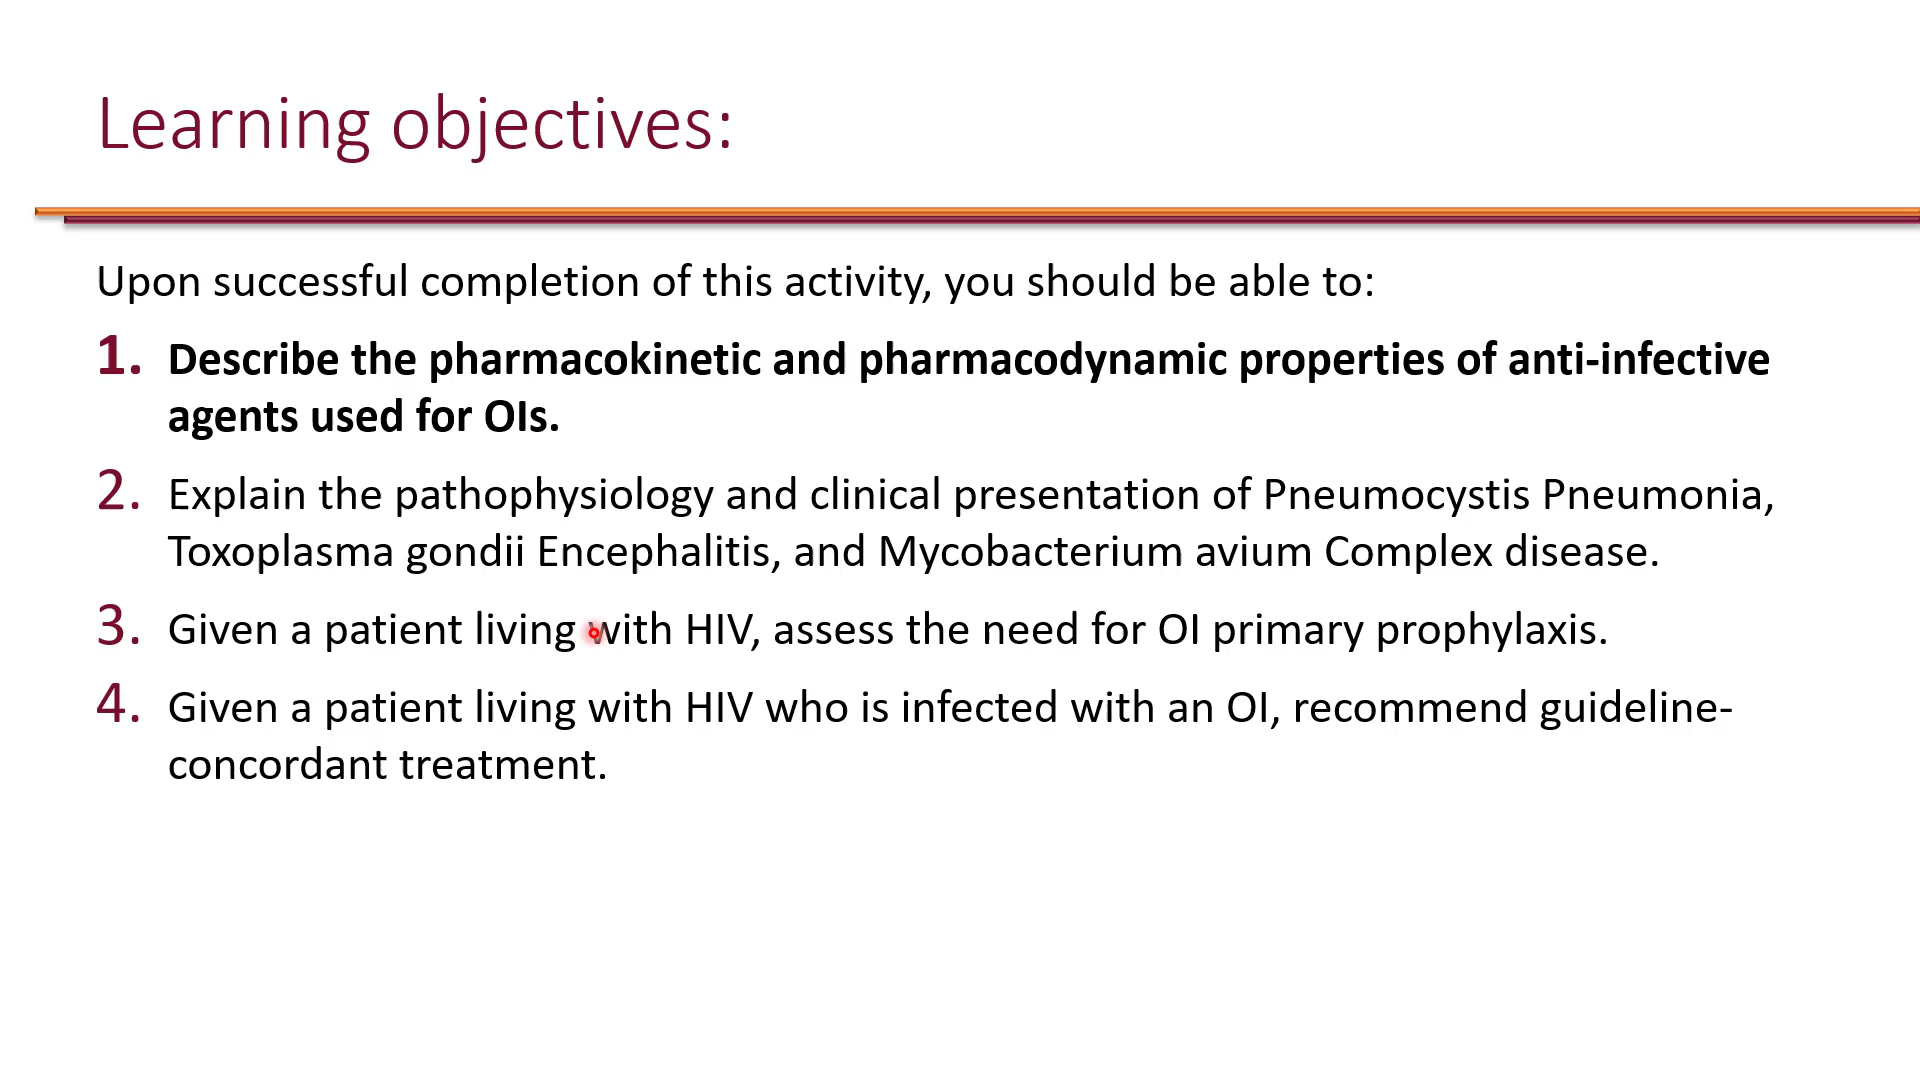 Learning objectives:
Upon successful completion of this activity, you should be able to:
1. Describe the pharmacokinetic and pharmacodynamic properties of anti-infective
agents used for OIs.
2. Explain the pathophysiology and clinical presentation of Pneumocystis Pneumonia,
Toxoplasma gondii Encephalitis, and Mycobacterium avium Complex disease.
3. Given a patient living with HIV, assess the need for OI primary prophylaxis.
4. Given a patient living with HIV who is infected with an OI, recommend guideline-
concordant treatment.